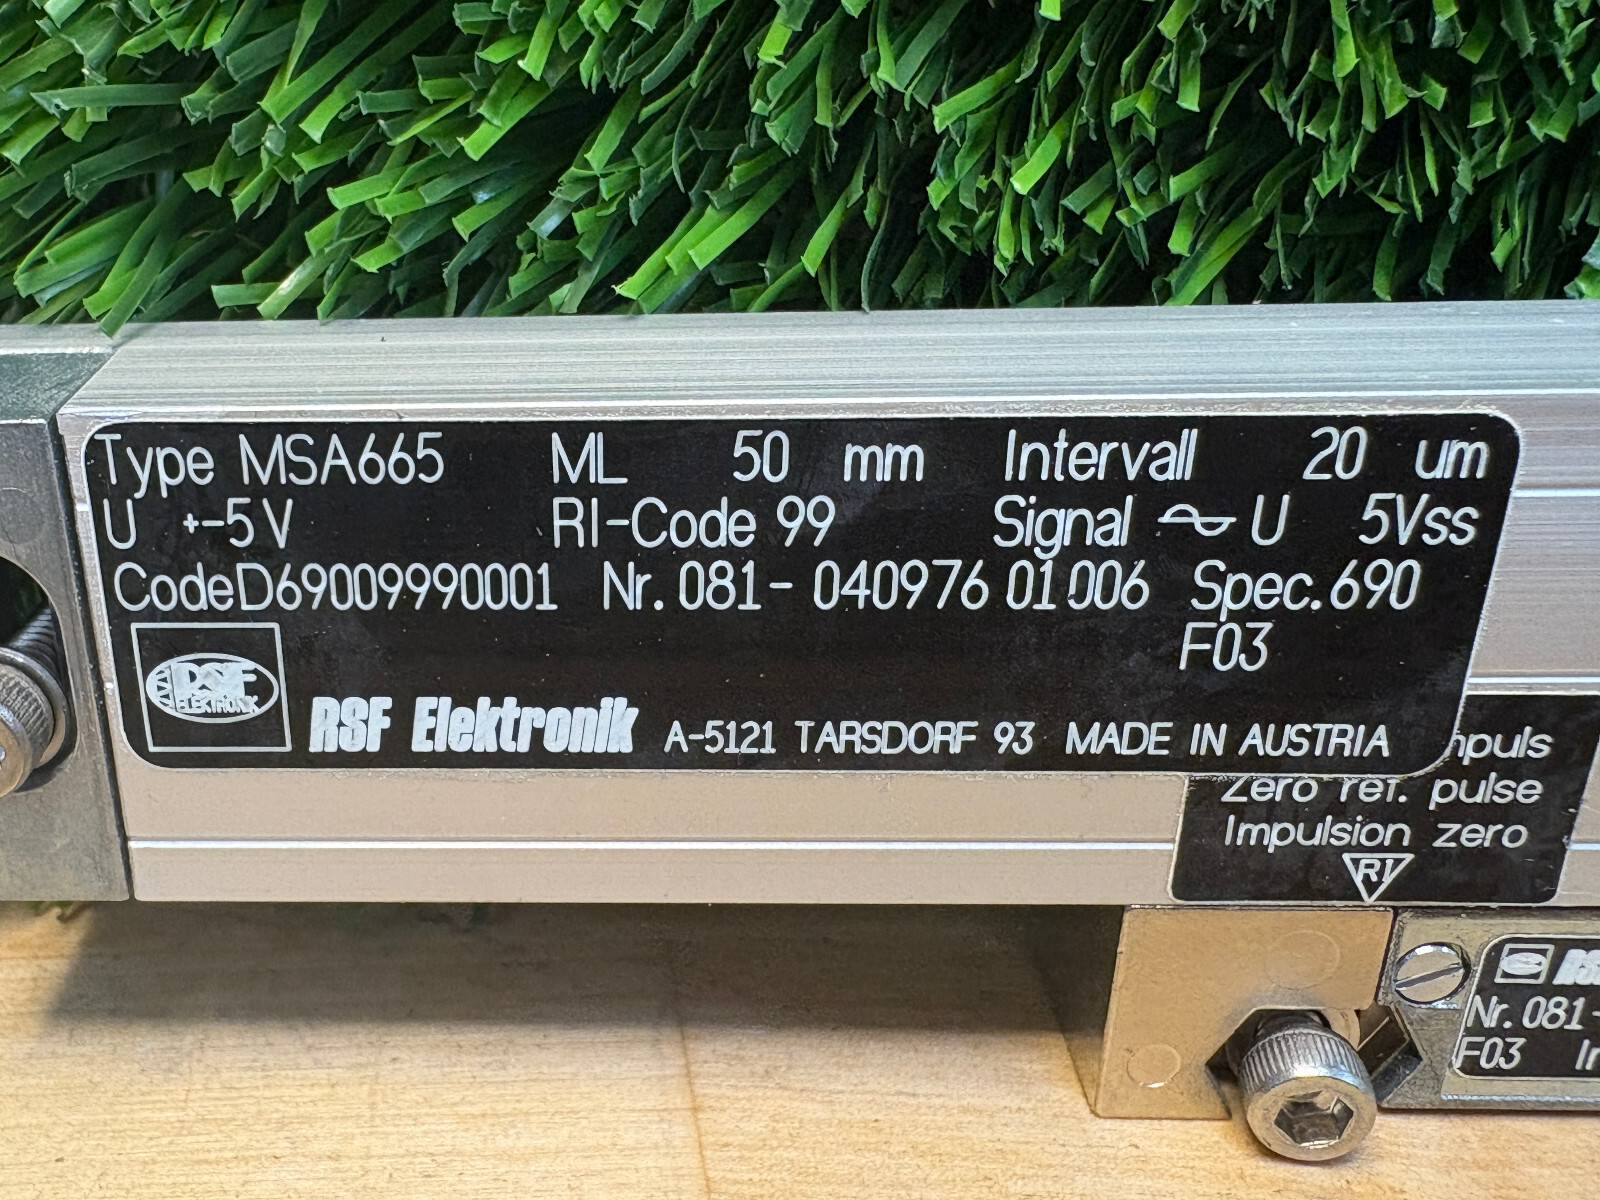 Type MSA665 ML 50 mm Intervall 20 um
U +-5V RI-Code 99 Signal U 5Vss
CodeD69009990001 Nr. 081- 040976 01006 Spec.690
F03
RSF ELEKTRONIK
RSF Elektronik A-5121 TARSDORF 93 MADE IN AUSTRIA
Zero ref. pulse
Impulsion zero
RI
Nr. 081-
F03